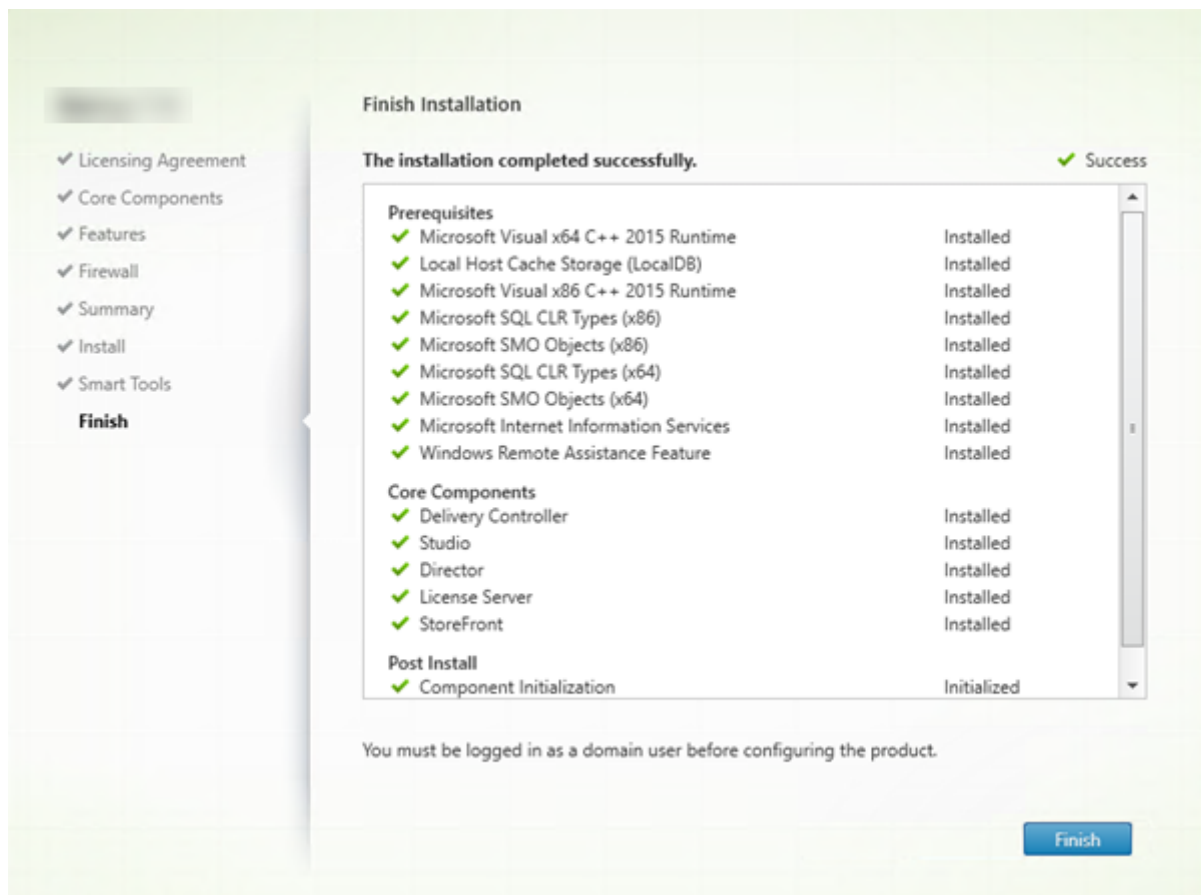 Finish Installation
Licensing Agreement
Core Components
Features
Firewall
Summary
Install
Smart Tools
Finish
The installation completed successfully. Success
Prerequisites
Microsoft Visual x64 C++ 2015 Runtime Installed
Local Host Cache Storage (LocalDB) Installed
Microsoft Visual x86 C++ 2015 Runtime Installed
Microsoft SQL CLR Types (x86) Installed
Microsoft SMO Objects (x86) Installed
Microsoft SQL CLR Types (x64) Installed
Microsoft SMO Objects (x64) Installed
Microsoft Internet Information Services Installed
Windows Remote Assistance Feature Installed
Core Components
Delivery Controller Installed
Studio Installed
Director Installed
License Server Installed
StoreFront Installed
Post Install
Component Initialization Initialized
You must be logged in as a domain user before configuring the product.
Finish